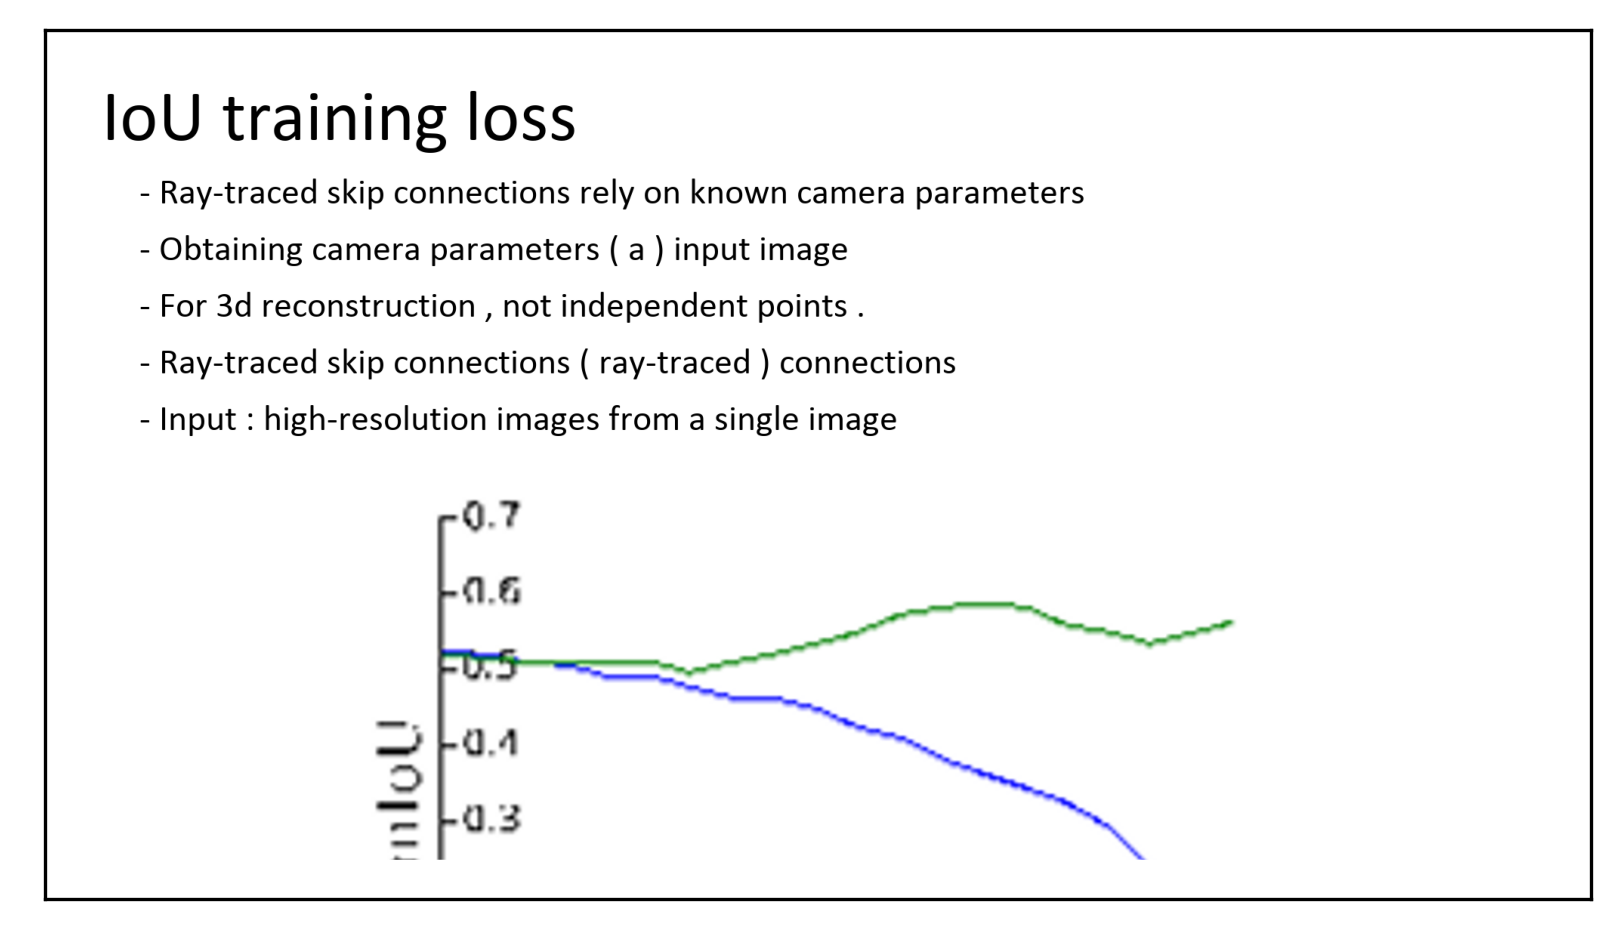 IoU training loss
- Ray-traced skip connections rely on known camera parameters
- Obtaining camera parameters ( a ) input image
- For 3d reconstruction , not independent points .
- Ray-traced skip connections ( ray-traced ) connections
- Input : high-resolution images from a single image
0.7
0.6
0.5
0.4
0.3
mIoU